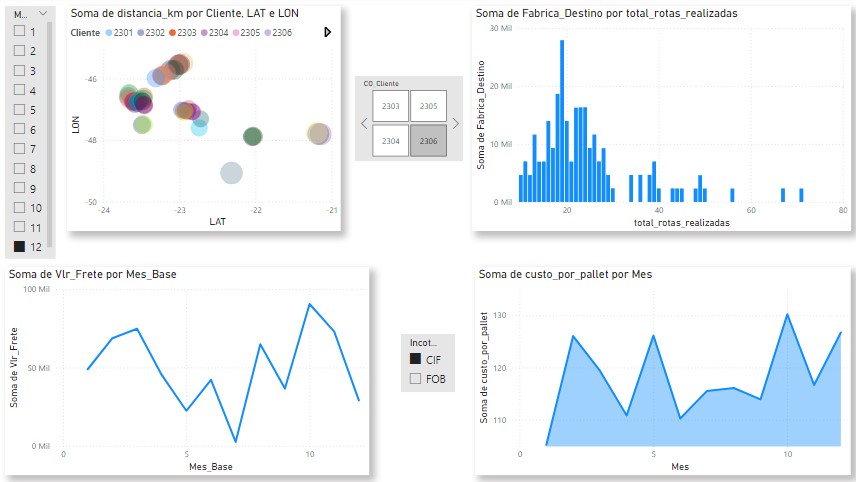 M...
1
2
3
4
5
6
7
8
9
10
11
12
Soma de distancia_km por Cliente, LAT e LON
Cliente 2301 2302 2303 2304 2305 2306
-46
-48
-50
LON
-24 -23 -22 -21
LAT
CO_Cliente
2303 2305
2304 2306
Soma de Fabrica_Destino por total_rotas_realizadas
30 Mil
20 Mil
10 Mil
0 Mil
Soma de Fabrica_Destino
20 40 60 80
total_rotas_realizadas
Soma de Vlr_Frete por Mes_Base
100 Mil
50 Mil
0 Mil
Soma de Vlr_Frete
0 5 10
Mes_Base
Incot...
CIF
FOB
Soma de custo_por_pallet por Mes
130
120
110
Soma de custo_por_pallet
0 5 10
Mes